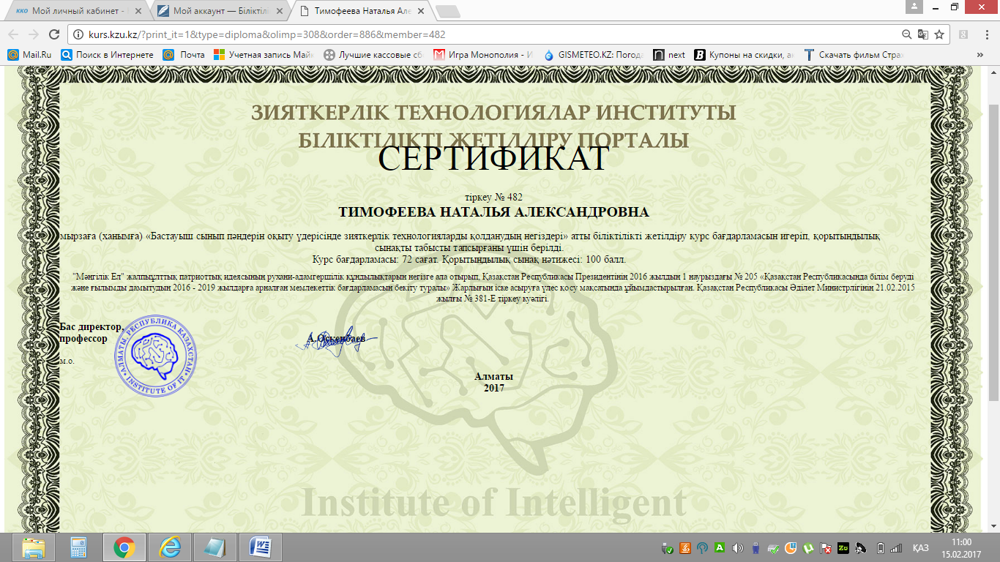 Мой личный кабинет -
Мой аккаунт — Біліктілі
Тимофеева Наталья Але
kurs.kzu.kz/?print_it=1&type=diploma&olimp=308&order=886&member=482
Mail.Ru
Поиск в Интернете
Почта
Учетная запись Майк
Лучшие кассовые сб
Игра Монополия - И
GISMETEO.KZ: Погода
next
Купоны на скидки, ак
Скачать фильм Страх
ЗИЯТКЕРЛІК ТЕХНОЛОГИЯЛАР ИНСТИТУТЫ
БІЛІКТІЛІКТІ ЖЕТІЛДІРУ ПОРТАЛЫ
СЕРТИФИКАТ
тіркеу № 482
ТИМОФЕЕВА НАТАЛЬЯ АЛЕКСАНДРОВНА
мырзаға (ханымға) «Бастауыш сынып пәндерін оқыту үдерісінде зияткерлік технологияларды қолданудың негіздері» атты біліктілікті жетілдіру курс бағдарламасын игеріп, қорытындылық
сынақты табысты тапсырғаны үшін берілді.
Курс бағдарламасы: 72 сағат. Қорытындылық сынақ нәтижесі: 100 балл.
"Мәңгілік Ел" жалпыұлттық патриоттық идеясының рухани-адамгершілік құндылықтарын негізге ала отырып, Қазақстан Республикасы Президентінің 2016 жылдың 1 наурыздағы № 205 «Қазақстан Республикасында білім беруді
және ғылымды дамытудың 2016 - 2019 жылдарға арналған мемлекеттік бағдарламасын бекіту туралы» Жарлығын іске асыруға үлес қосу мақсатында ұйымдастырылған. Қазақстан Республикасы Әділет Министрлігінің 21.02.2015
жылғы № 381-Е тіркеу куәлігі.
Бас директор,
профессор
А.Оскенбаев
м.о.
АЛМАТЫ, РЕСПУБЛИКА КАЗАХСТАН
INSTITUTE OF IT
Алматы
2017
Institute of Intelligent
ҚАЗ
11:00
15.02.2017